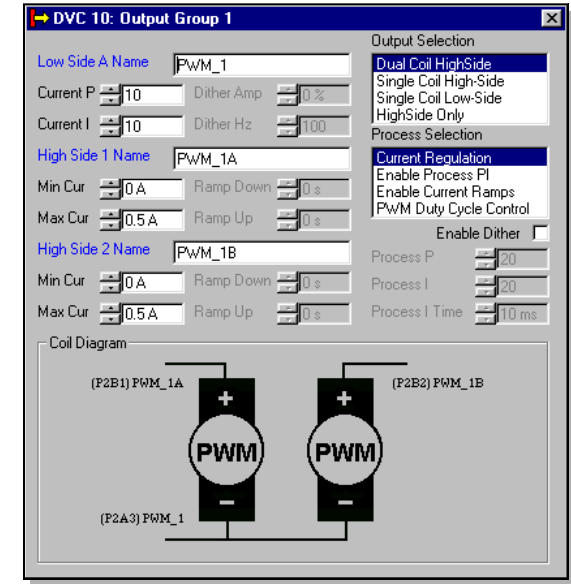 DVC 10: Output Group 1
Output Selection
Low Side A Name PWM_1
Dual Coil HighSide
Single Coil High-Side
Single Coil Low-Side
HighSide Only
Current P 10 Dither Amp 0 %
Current I 10 Dither Hz 100
Process Selection
High Side 1 Name PWM_1A
Current Regulation
Enable Process PI
Enable Current Ramps
PWM Duty Cycle Control
Min Cur 0 A Ramp Down 0 s
Max Cur 0.5 A Ramp Up 0 s
Enable Dither
High Side 2 Name PWM_1B
Process P 20
Min Cur 0 A Ramp Down 0 s
Process I 20
Max Cur 0.5 A Ramp Up 0 s
Process I Time 10 ms
Coil Diagram
(P2B1) PWM_1A
(P2B2) PWM_1B
+ +
PWM PWM
- -
(P2A3) PWM_1